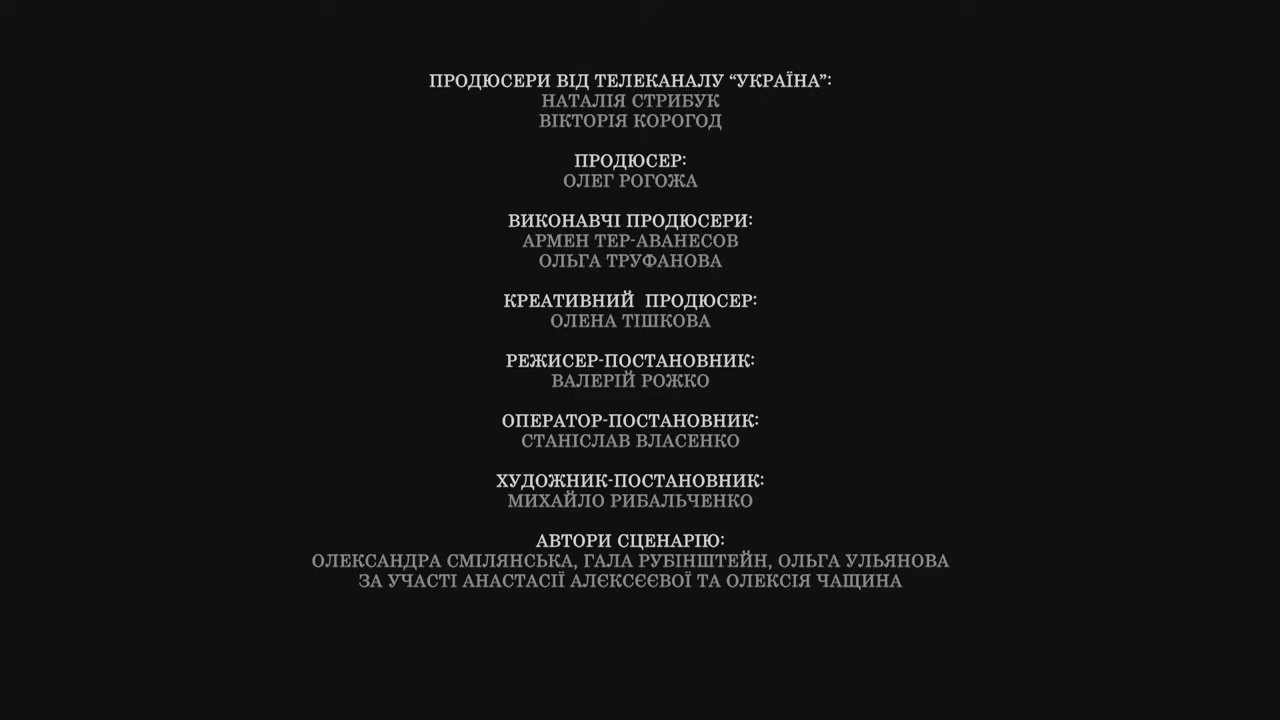 ПРОДЮСЕРИ ВІД ТЕЛЕКАНАЛУ “УКРАЇНА”:
НАТАЛІЯ СТРИБУК
ВІКТОРІЯ КОРОГОД
ПРОДЮСЕР:
ОЛЕГ РОГОЖА
ВИКОНАВЧІ ПРОДЮСЕРИ:
АРМЕН ТЕР-АВАНЕСОВ
ОЛЬГА ТРУФАНОВА
КРЕАТИВНИЙ ПРОДЮСЕР:
ОЛЕНА ТІШКОВА
РЕЖИСЕР-ПОСТАНОВНИК:
ВАЛЕРІЙ РОЖКО
ОПЕРАТОР-ПОСТАНОВНИК:
СТАНІСЛАВ ВЛАСЕНКО
ХУДОЖНИК-ПОСТАНОВНИК:
МИХАЙЛО РИБАЛЬЧЕНКО
АВТОРИ СЦЕНАРІЮ:
ОЛЕКСАНДРА СМІЛЯНСЬКА, ГАЛА РУБІНШТЕЙН, ОЛЬГА УЛЬЯНОВА
ЗА УЧАСТІ АНАСТАСІЇ АЛЄКСЄЄВОЇ ТА ОЛЕКСІЯ ЧАЩИНА